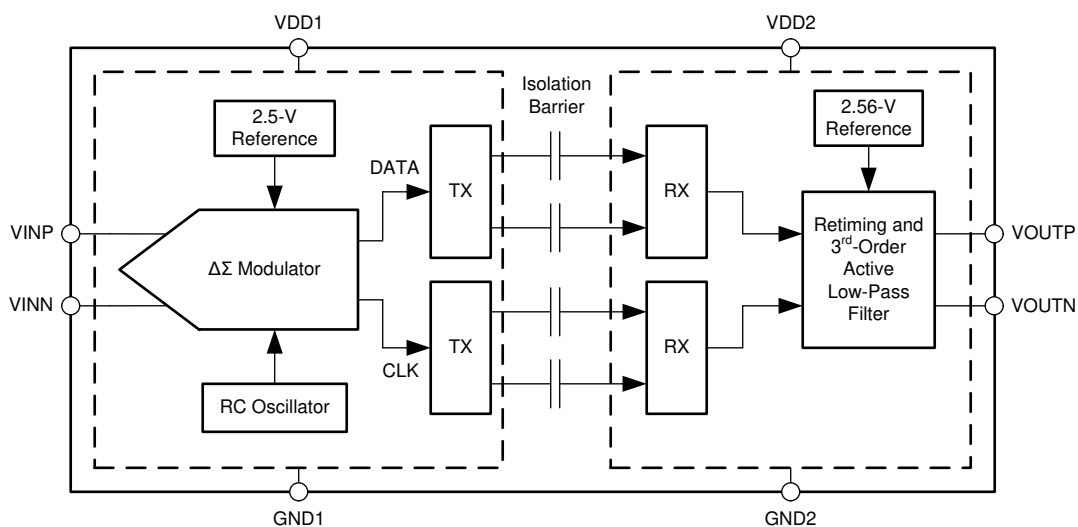 VDD1
VDD2
Isolation
Barrier
2.5-V
Reference
2.56-V
Reference
DATA
TX
RX
VINP
VINN
ΔΣ Modulator
Retiming and
3rd-Order
Active
Low-Pass
Filter
VOUTP
VOUTN
CLK
TX
RX
RC Oscillator
GND1
GND2